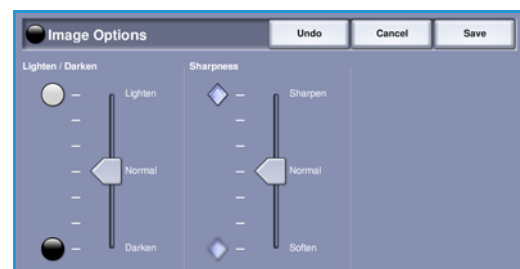 Image Options
Undo
Cancel
Save
Lighten / Darken
Sharpness
Lighten
Sharpen
Normal
Normal
Darken
Soften